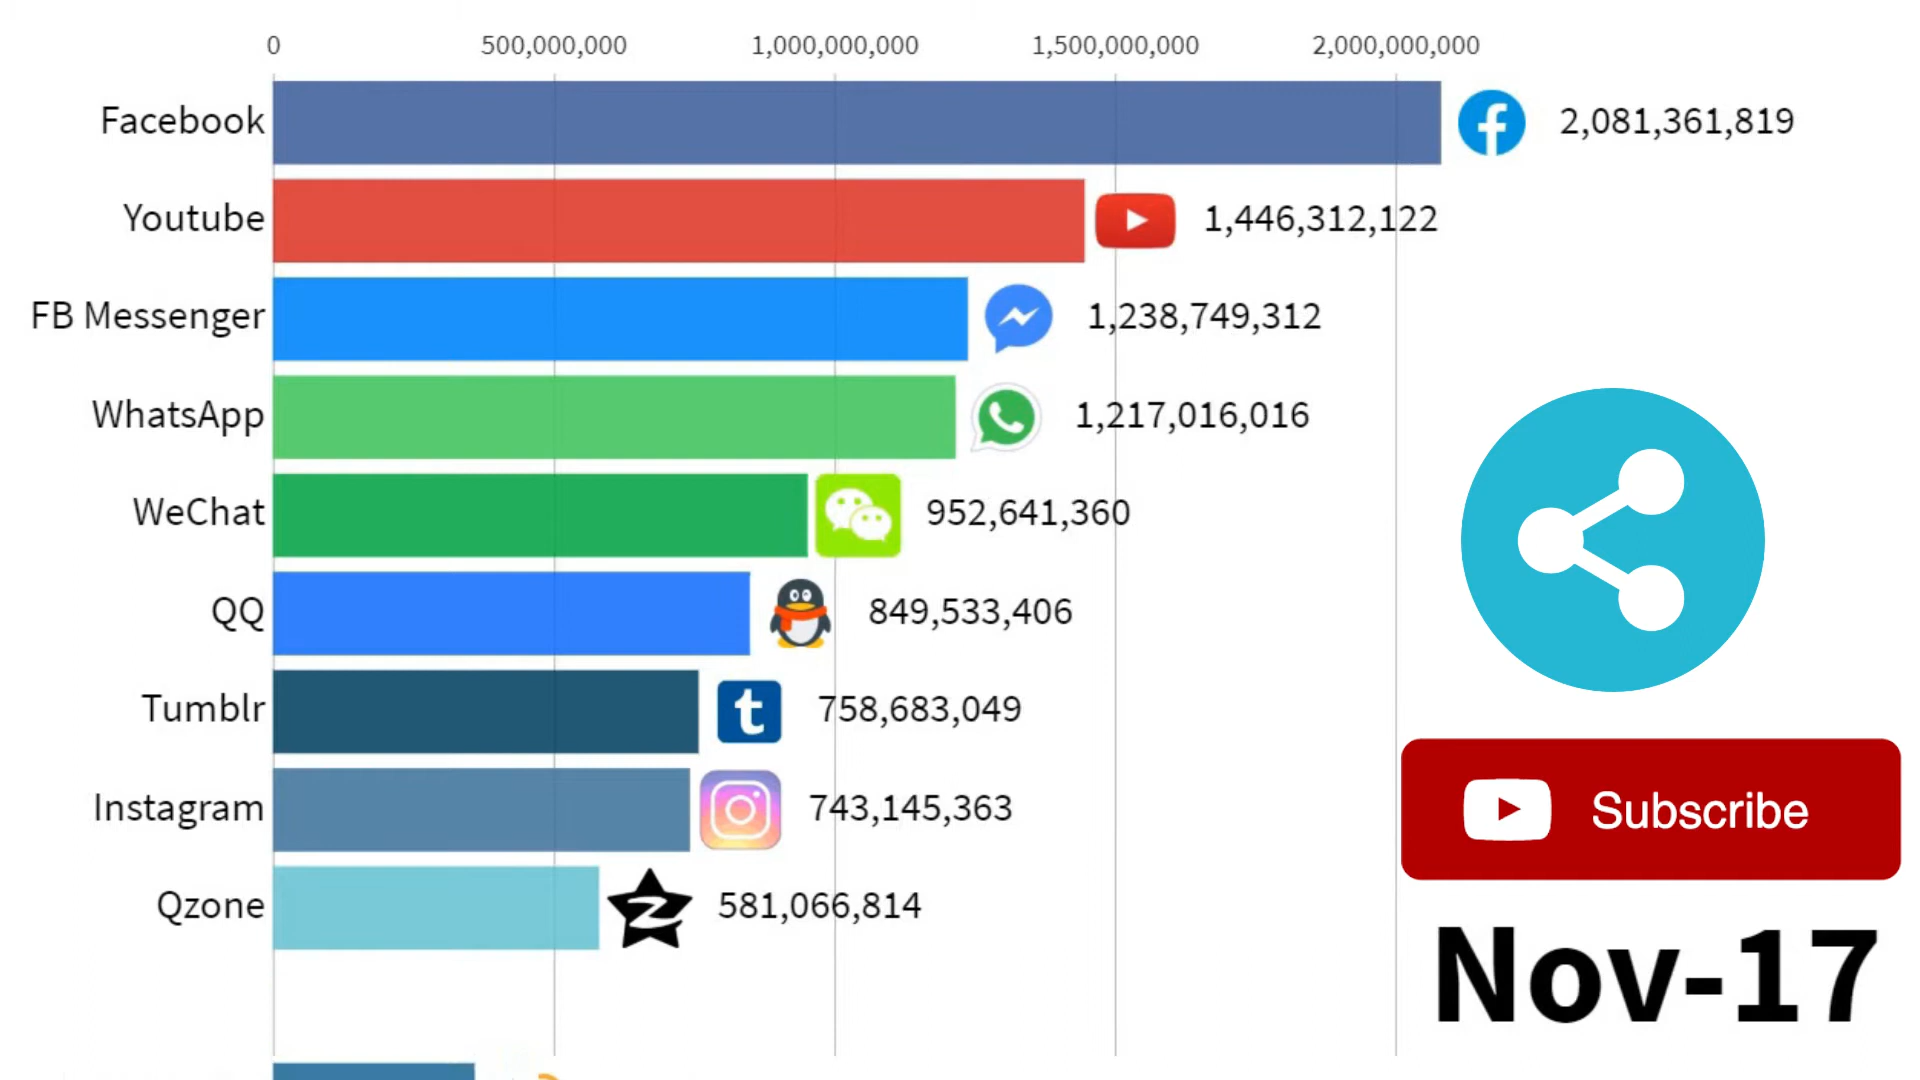 0 500,000,000 1,000,000,000 1,500,000,000 2,000,000,000
Facebook 2,081,361,819
Youtube 1,446,312,122
FB Messenger 1,238,749,312
WhatsApp 1,217,016,016
WeChat 952,641,360
QQ 849,533,406
Tumblr t 758,683,049
Instagram 743,145,363
Qzone 581,066,814
Subscribe
Nov-17